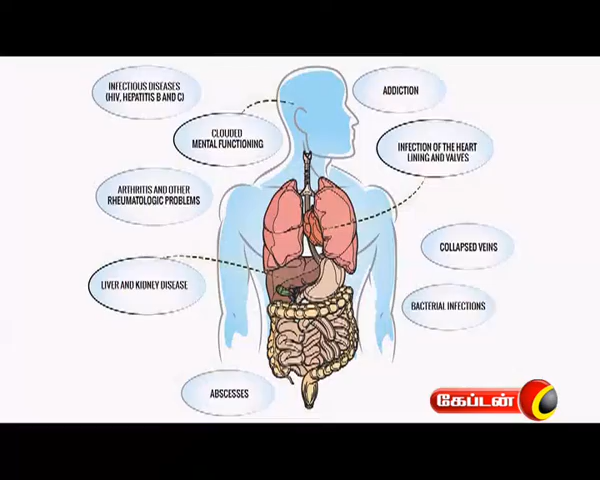 INFECTIOUS DISEASES
(HIV, HEPATITIS B AND C)
ADDICTION
CLOUDED
MENTAL FUNCTIONING
INFECTION OF THE HEART
LINING AND VALVES
ARTHRITIS AND OTHER
RHEUMATOLOGIC PROBLEMS
COLLAPSED VEINS
LIVER AND KIDNEY DISEASE
BACTERIAL INFECTIONS
ABSCESSES
கேப்டன்